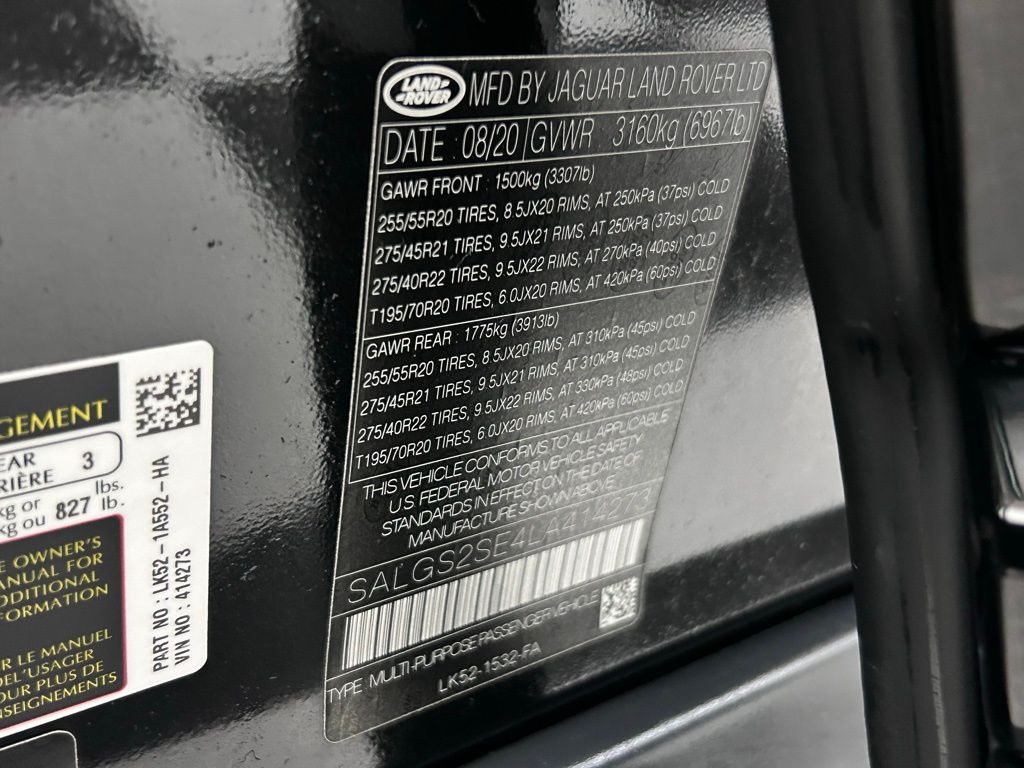 LAND-
-ROVER
MFD BY JAGUAR LAND ROVER LTD
DATE : 08/20 GVWR : 3160kg (6967lb)
GAWR FRONT : 1500kg (3307lb)
255/55R20 TIRES, 8.5JX20 RIMS, AT 250kPa (37psi) COLD
275/45R21 TIRES, 9.5JX21 RIMS, AT 250kPa (37psi) COLD
275/40R22 TIRES, 9.5JX22 RIMS, AT 270kPa (40psi) COLD
T195/70R20 TIRES, 6.0JX20 RIMS, AT 420kPa (60psi) COLD
GAWR REAR : 1775kg (3913lb)
255/55R20 TIRES, 8.5JX20 RIMS, AT 310kPa (45psi) COLD
275/45R21 TIRES, 9.5JX21 RIMS, AT 310kPa (45psi) COLD
275/40R22 TIRES, 9.5JX22 RIMS, AT 330kPa (48psi) COLD
T195/70R20 TIRES, 6.0JX20 RIMS, AT 420kPa (60psi) COLD
THIS VEHICLE CONFORMS TO ALL APPLICABLE
U.S. FEDERAL MOTOR VEHICLE SAFETY
STANDARDS IN EFFECT ON THE DATE OF
MANUFACTURE SHOWN ABOVE.
SALGS2SE4LA414273
TYPE MULTI-PURPOSE PASSENGER VEHICLE
LK52-1532-FA
GEMENT
EAR 3
RIÈRE
kg or lbs.
kg ou 827 lb.
E OWNER'S
ANUAL FOR
DDITIONAL
FORMATION
R LE MANUEL
DEL'USAGER
OUR PLUS DE
NSEIGNEMENTS
PART NO : LK52-1A552-HA
VIN NO : 414273